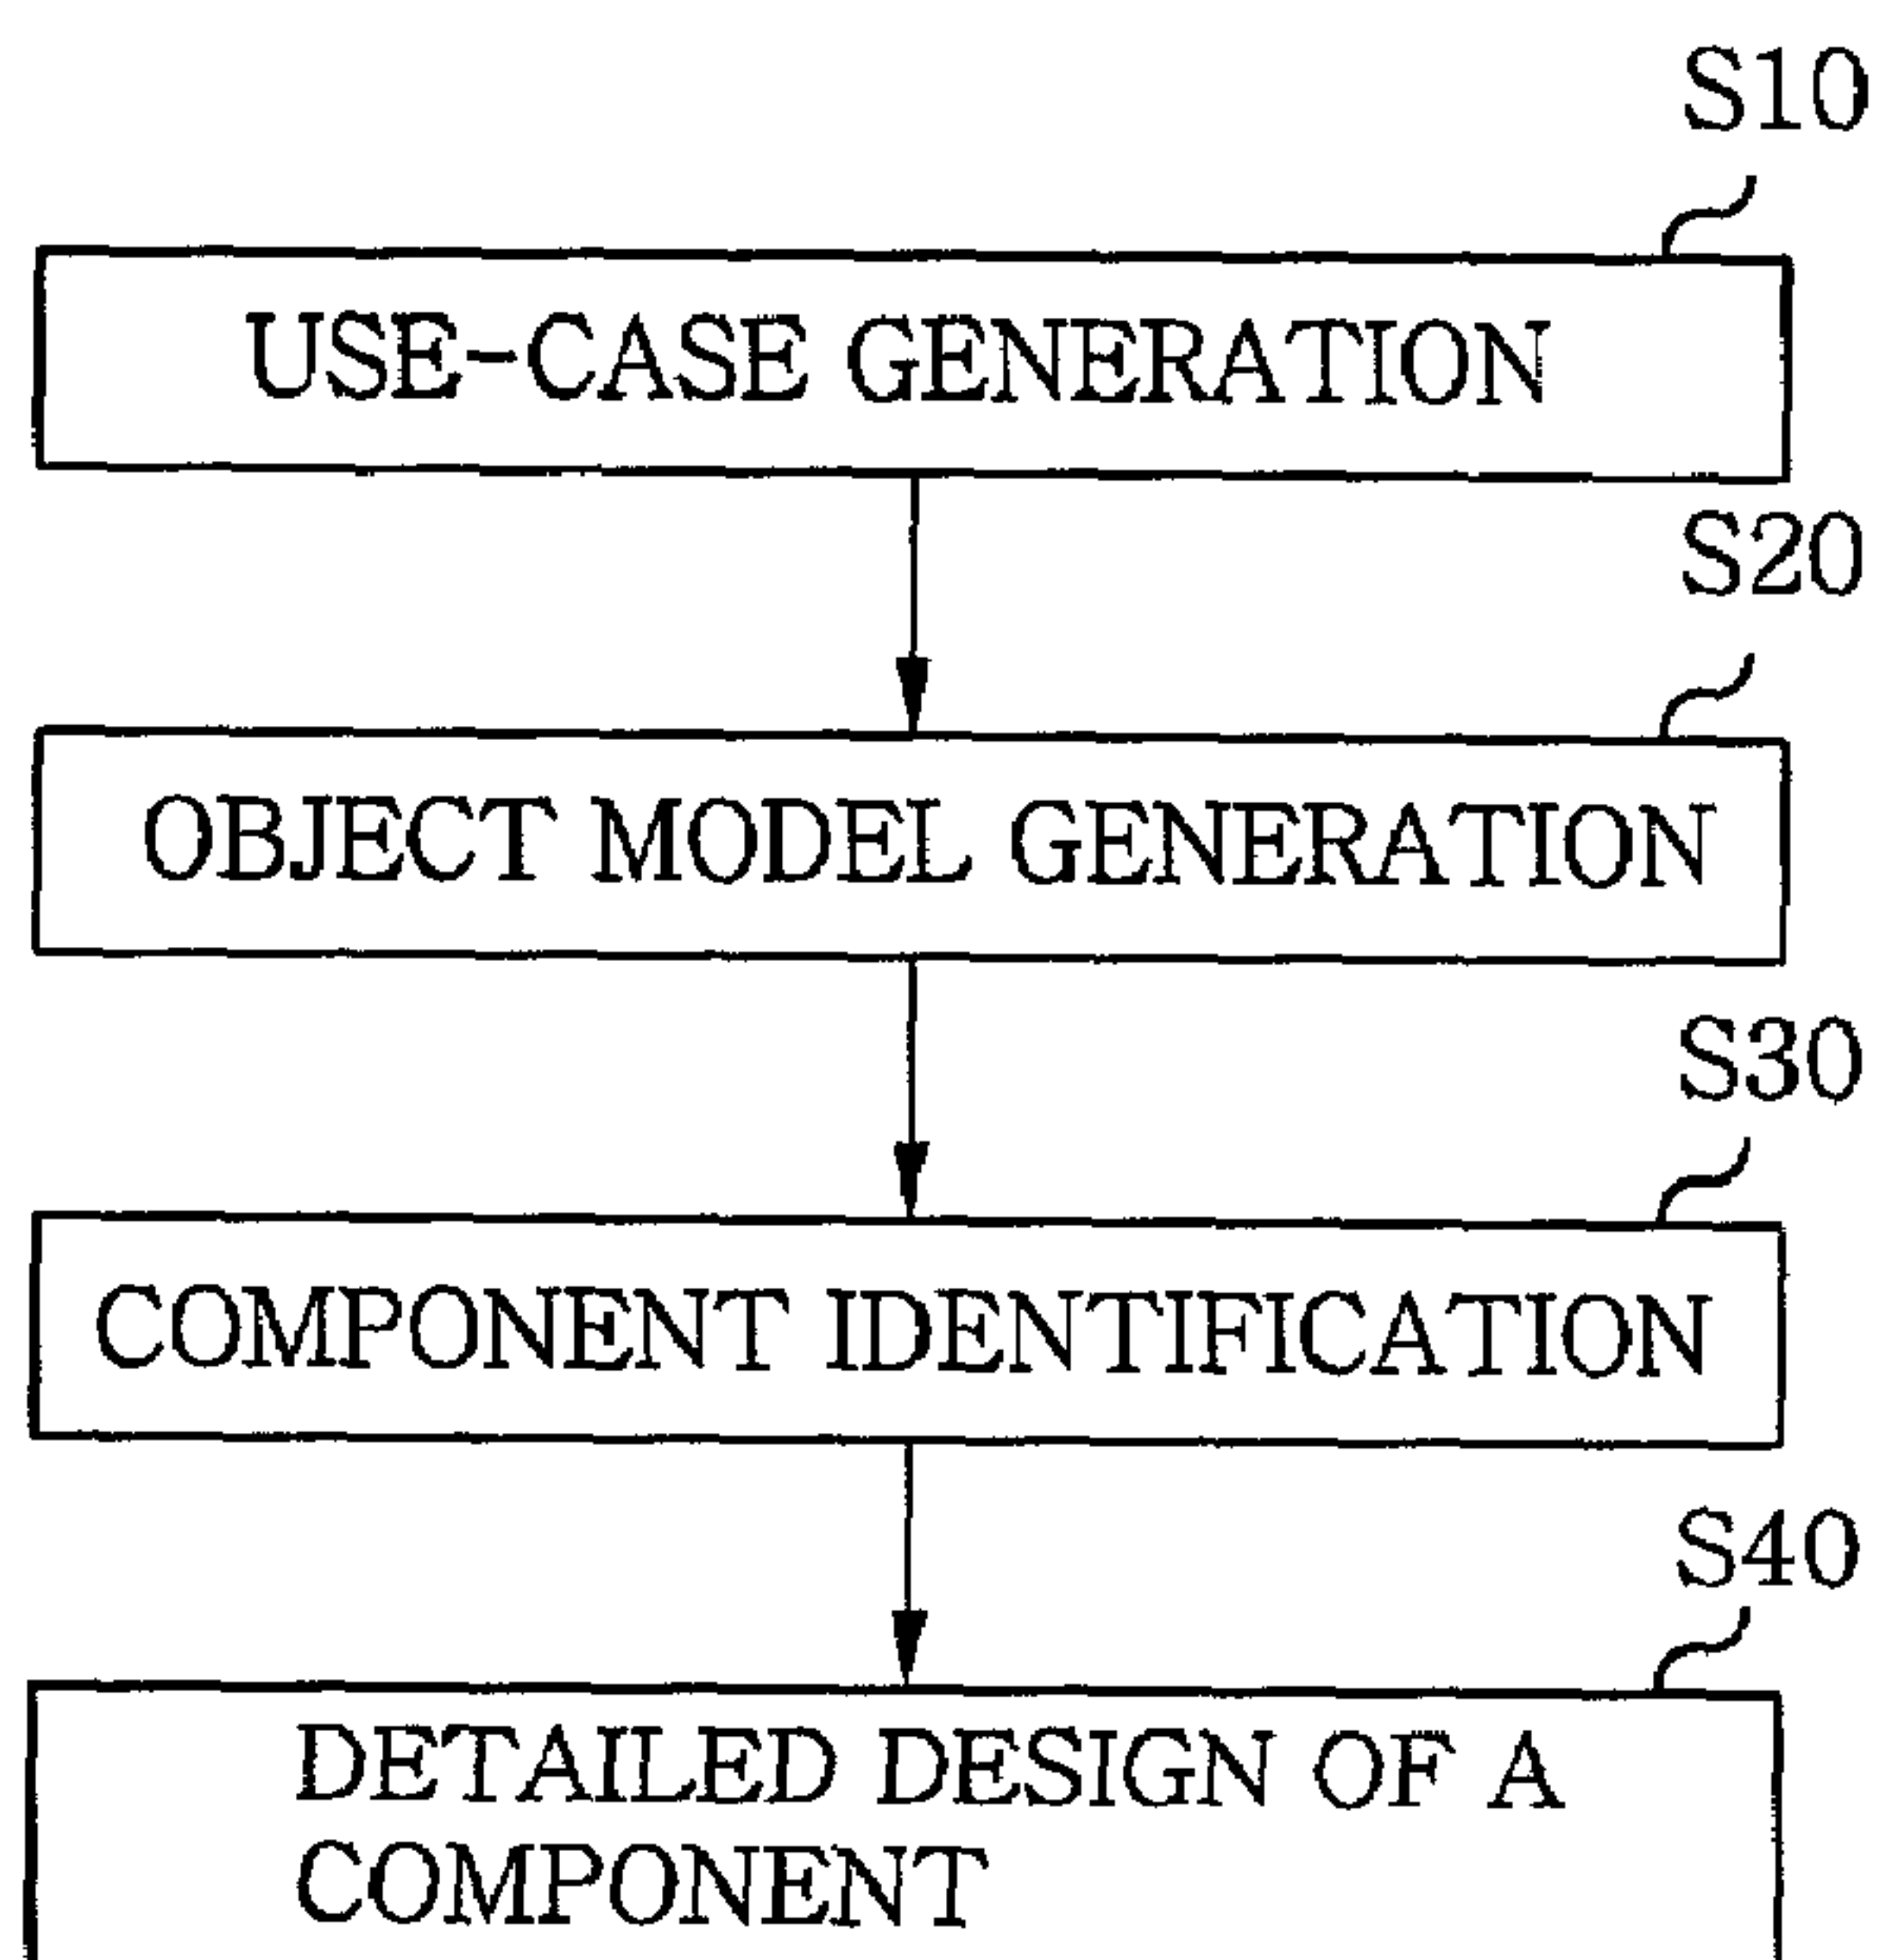 S10
USE-CASE GENERATION
S20
OBJECT MODEL GENERATION
S30
COMPONENT IDENTIFICATION
S40
DETAILED DESIGN OF A
COMPONENT